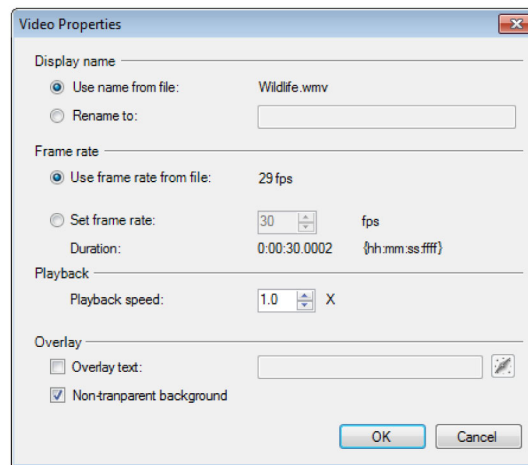 Video Properties
Display name
Use name from file: Wildlife.wmv
Rename to:
Frame rate
Use frame rate from file: 29 fps
Set frame rate: 30 fps
Duration: 0:00:30.0002 {hh:mm:ss:ffff}
Playback
Playback speed: 1.0 X
Overlay
Overlay text:
Non-tranparent background
OK Cancel